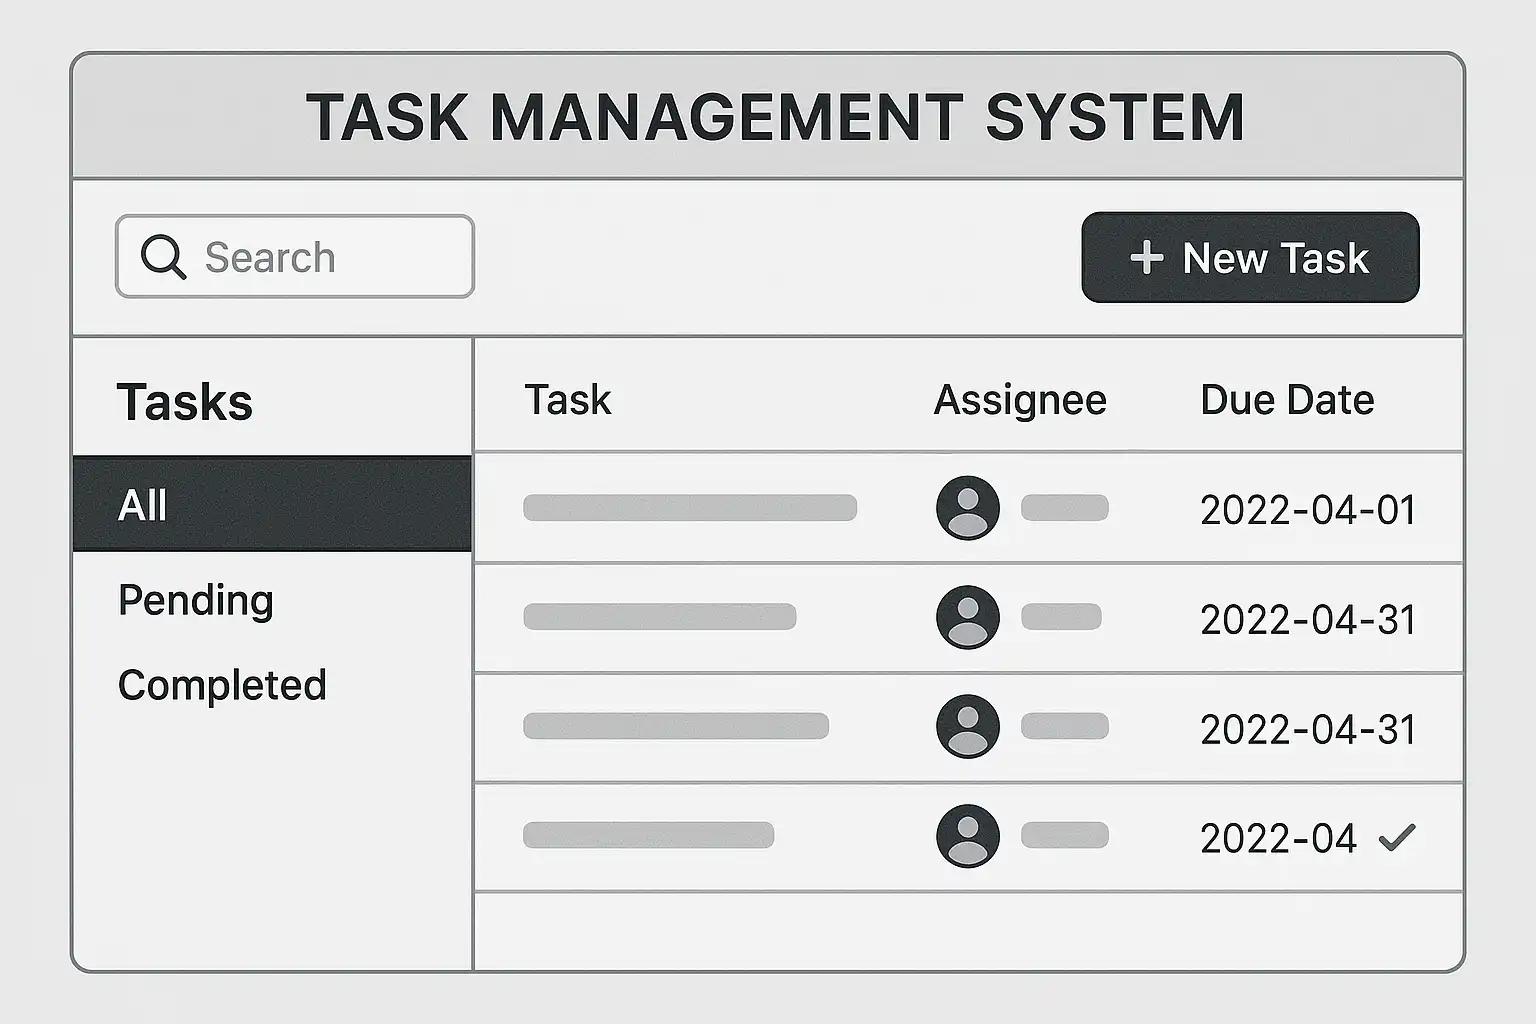 TASK MANAGEMENT SYSTEM
Search
+ New Task
Tasks
All
Pending
Completed
Task Assignee Due Date
2022-04-01
2022-04-31
2022-04-31
2022-04 ✓